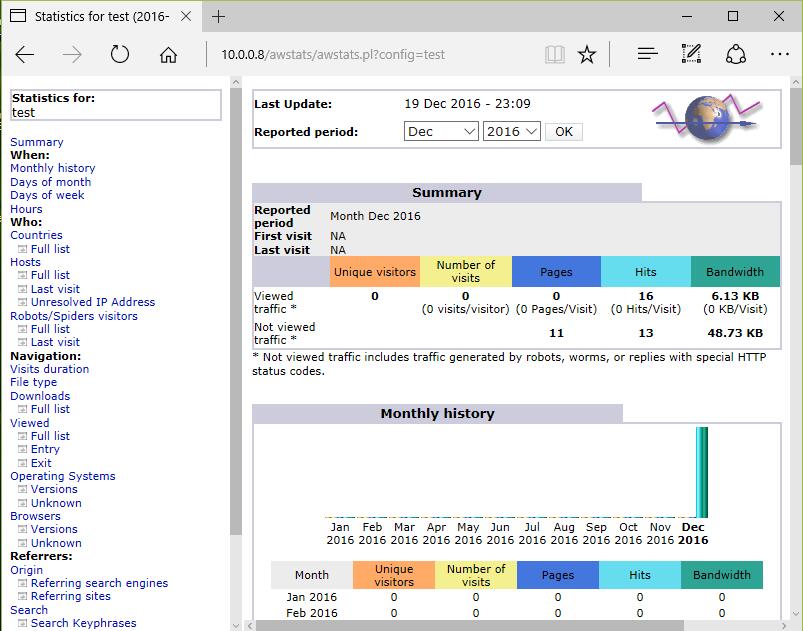 Statistics for test (2016-
10.0.0.8/awstats/awstats.pl?config=test
Statistics for:
test
Summary
When:
Monthly history
Days of month
Days of week
Hours
Who:
Countries
Full list
Hosts
Full list
Last visit
Unresolved IP Address
Robots/Spiders visitors
Full list
Last visit
Navigation:
Visits duration
File type
Downloads
Full list
Viewed
Full list
Entry
Exit
Operating Systems
Versions
Unknown
Browsers
Versions
Unknown
Referrers:
Origin
Referring search engines
Referring sites
Search
Search Keyphrases
Last Update: 19 Dec 2016 - 23:09
Reported period: Dec 2016 OK
Summary
Reported
period Month Dec 2016
First visit NA
Last visit NA
Unique visitors Number of
visits Pages Hits Bandwidth
Viewed
traffic * 0 0
(0 visits/visitor) 0
(0 Pages/Visit) 16
(0 Hits/Visit) 6.13 KB
(0 KB/Visit)
Not viewed
traffic * 11 13 48.73 KB
* Not viewed traffic includes traffic generated by robots, worms, or replies with special HTTP
status codes.
Monthly history
Jan Feb Mar Apr May Jun Jul Aug Sep Oct Nov Dec
2016 2016 2016 2016 2016 2016 2016 2016 2016 2016 2016 2016
Month Unique
visitors Number of
visits Pages Hits Bandwidth
Jan 2016 0 0 0 0 0
Feb 2016 0 0 0 0 0